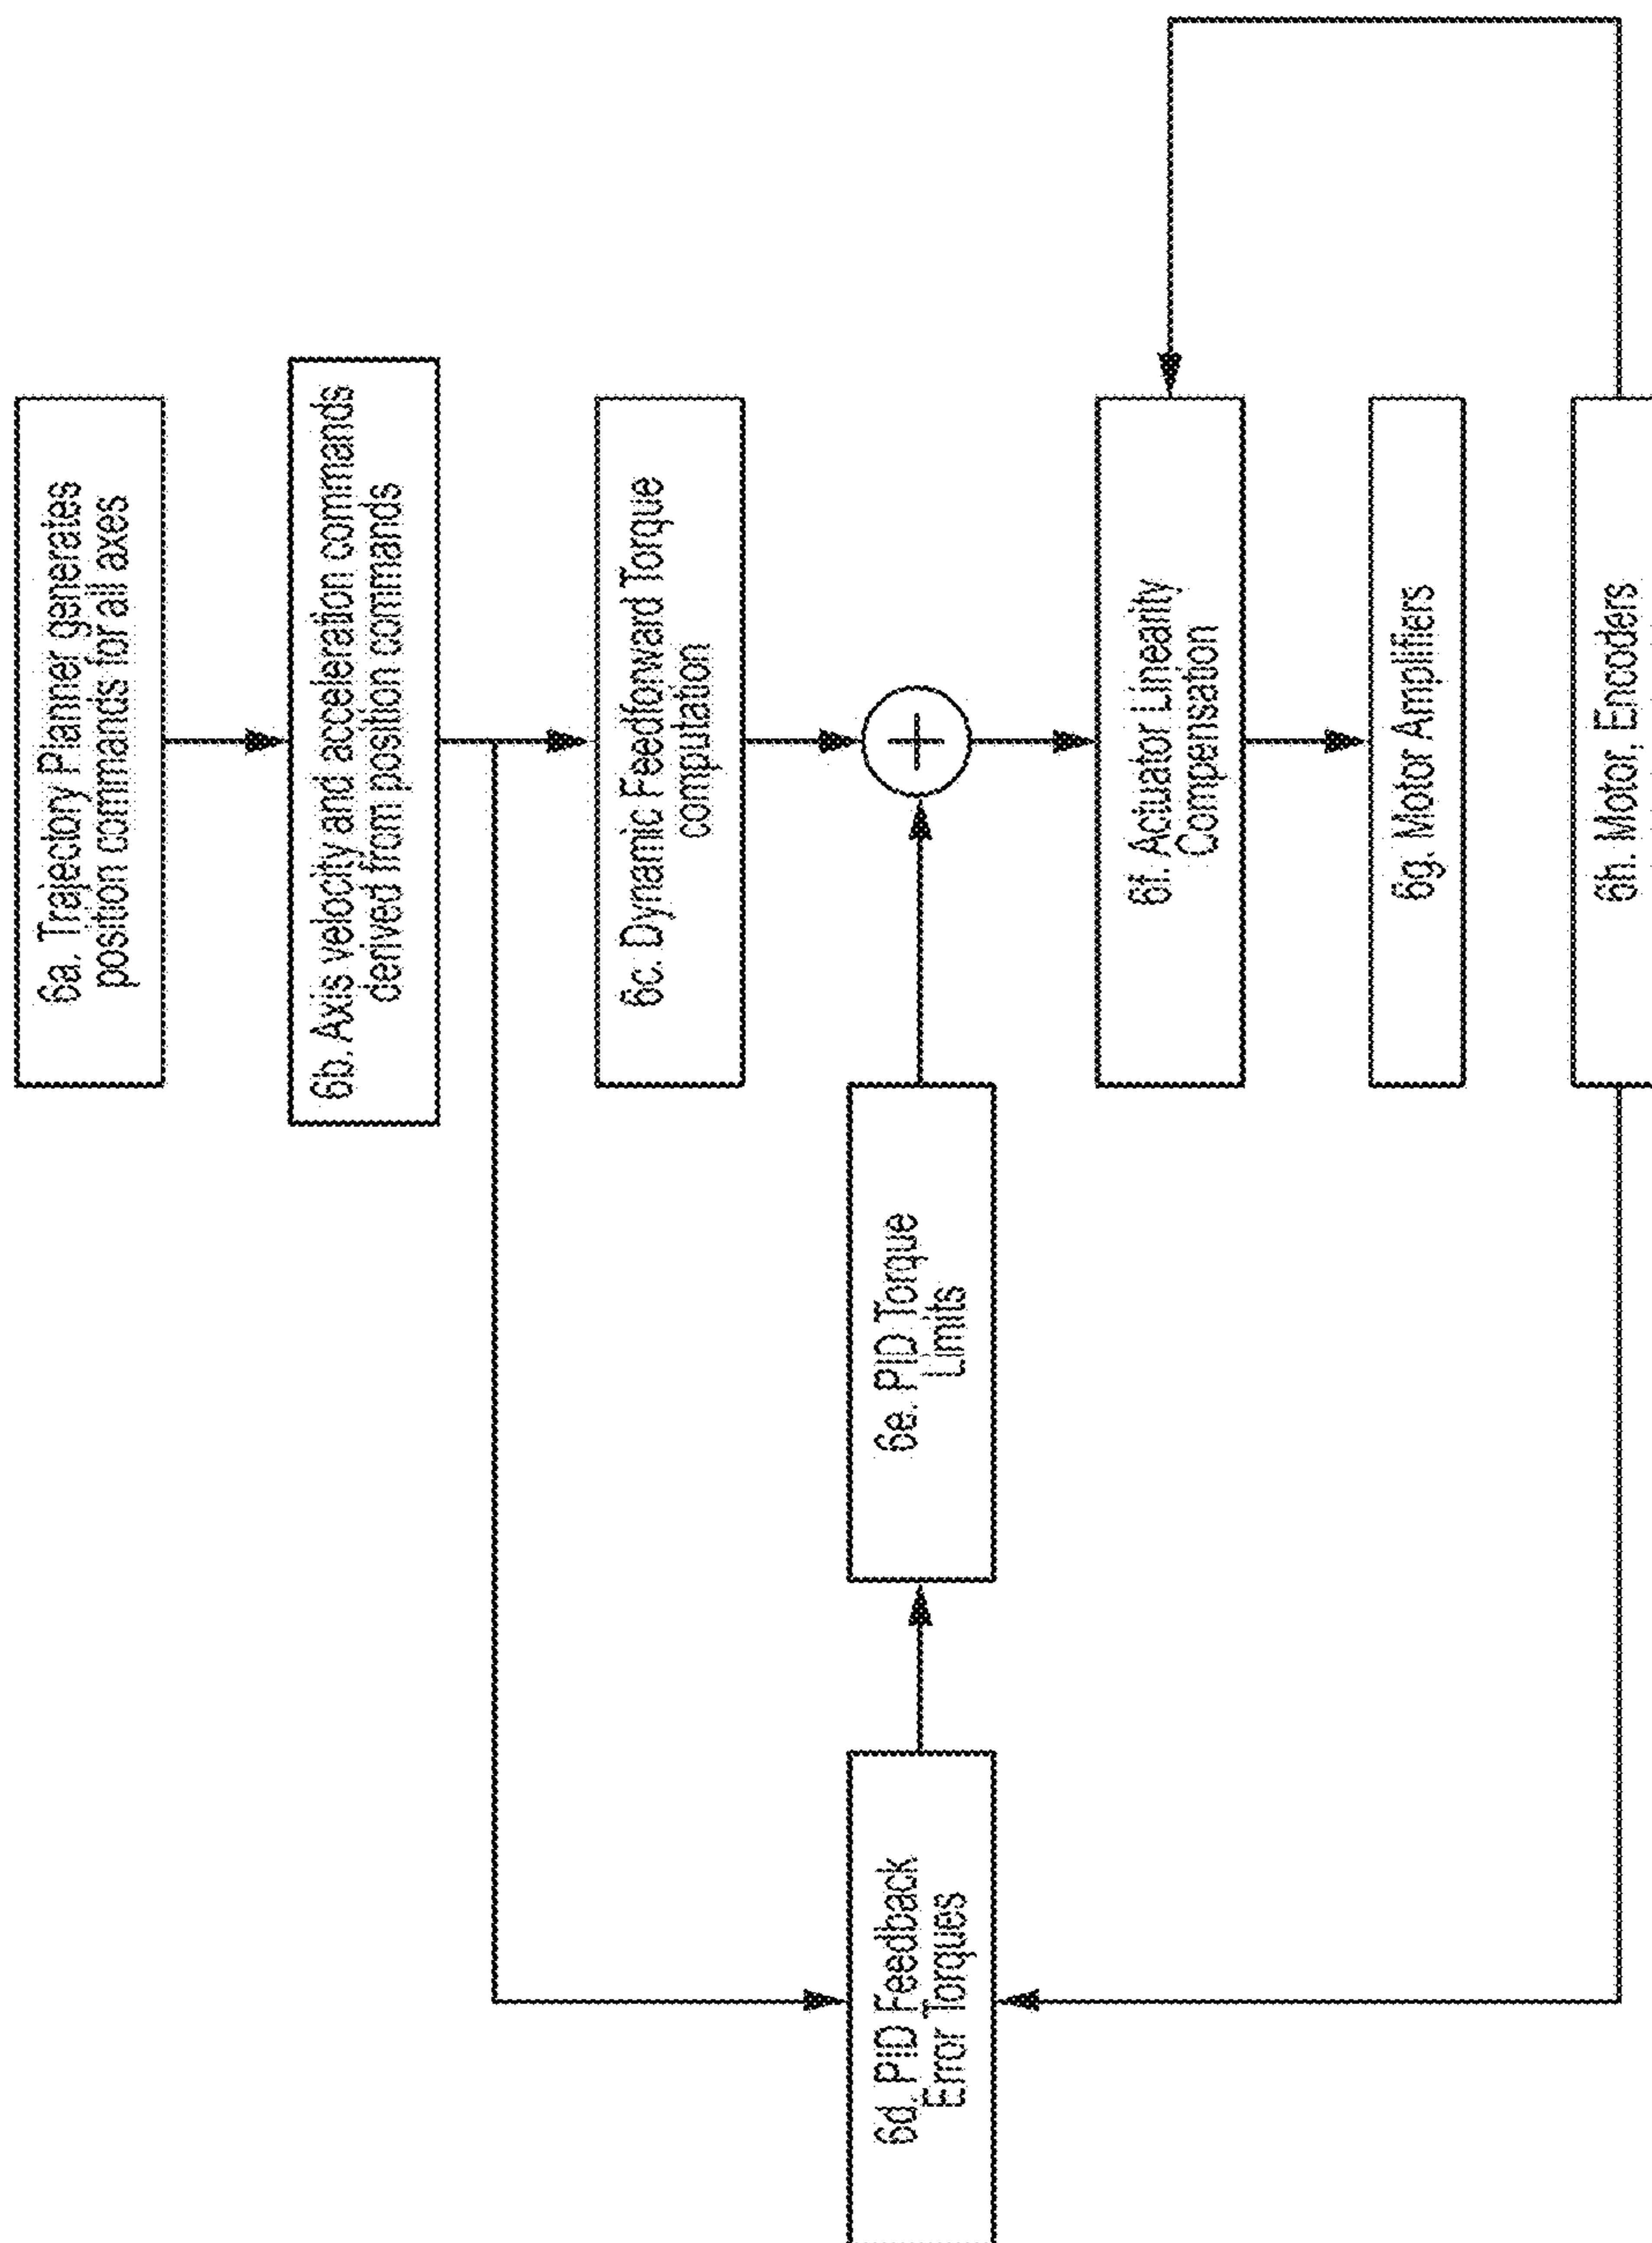 6a. Trajectory Planner generates
position commands for all axes
6b. Axis velocity and acceleration commands
derived from position commands
6c. Dynamic Feedforward Torque
computation
6d. PID Feedback
Error Torques
6e. PID Torque
Limits
+
6f. Actuator Linearity
Compensation
6g. Motor Amplifiers
6h. Motor, Encoders